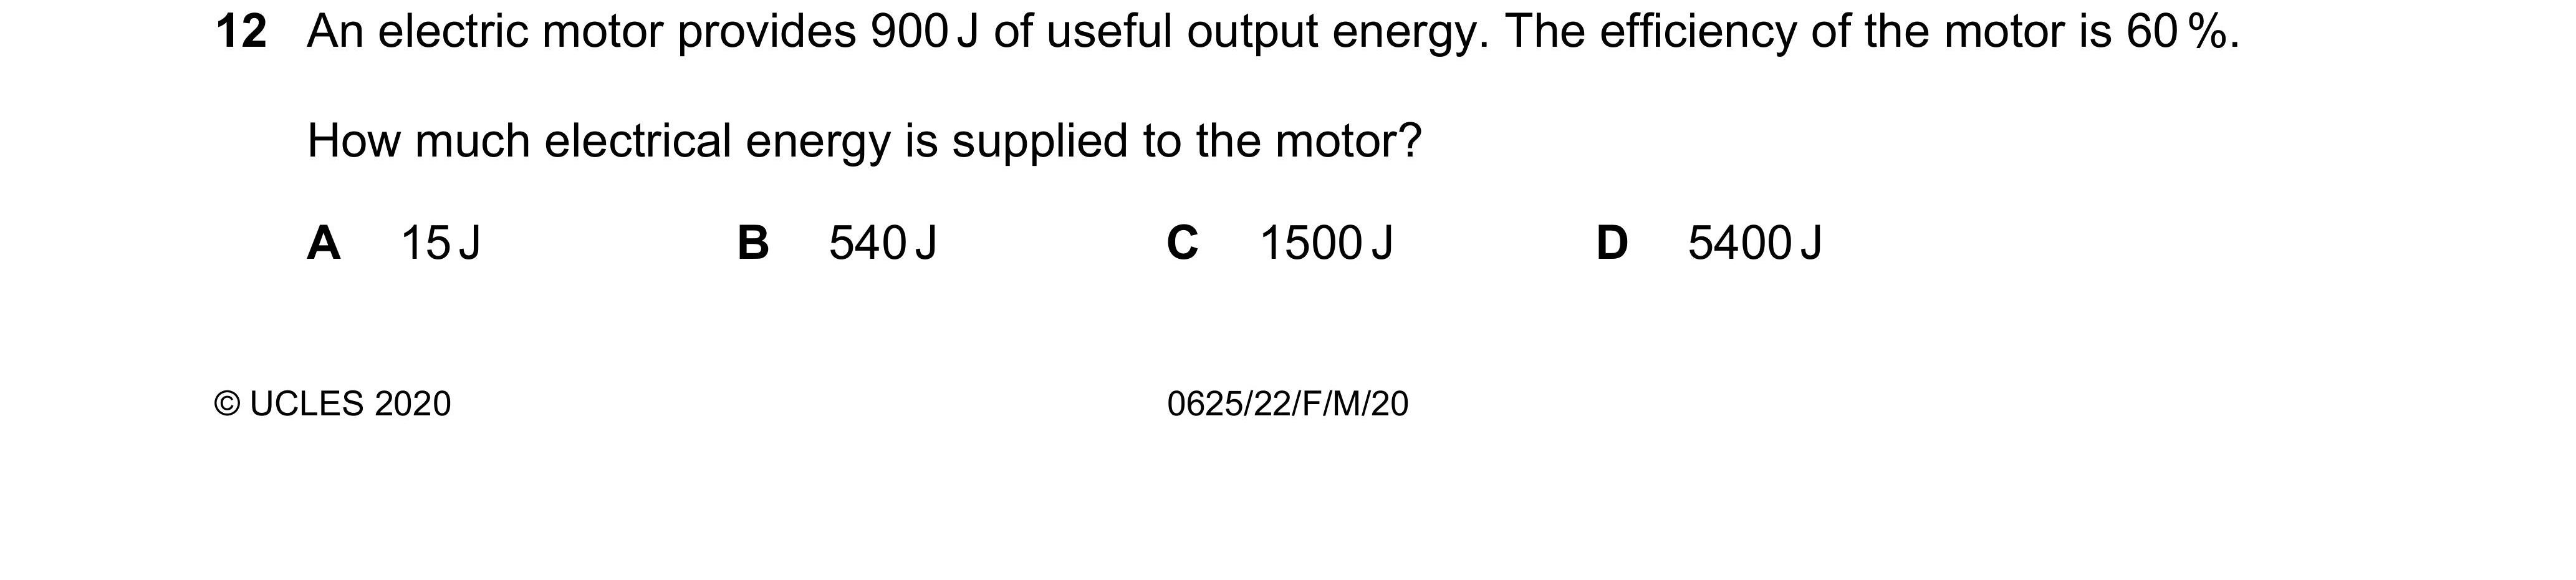 12 An electric motor provides 900 J of useful output energy. The efficiency of the motor is 60 %.
How much electrical energy is supplied to the motor?
A 15 J B 540 J C 1500 J D 5400 J
© UCLES 2020 0625/22/F/M/20